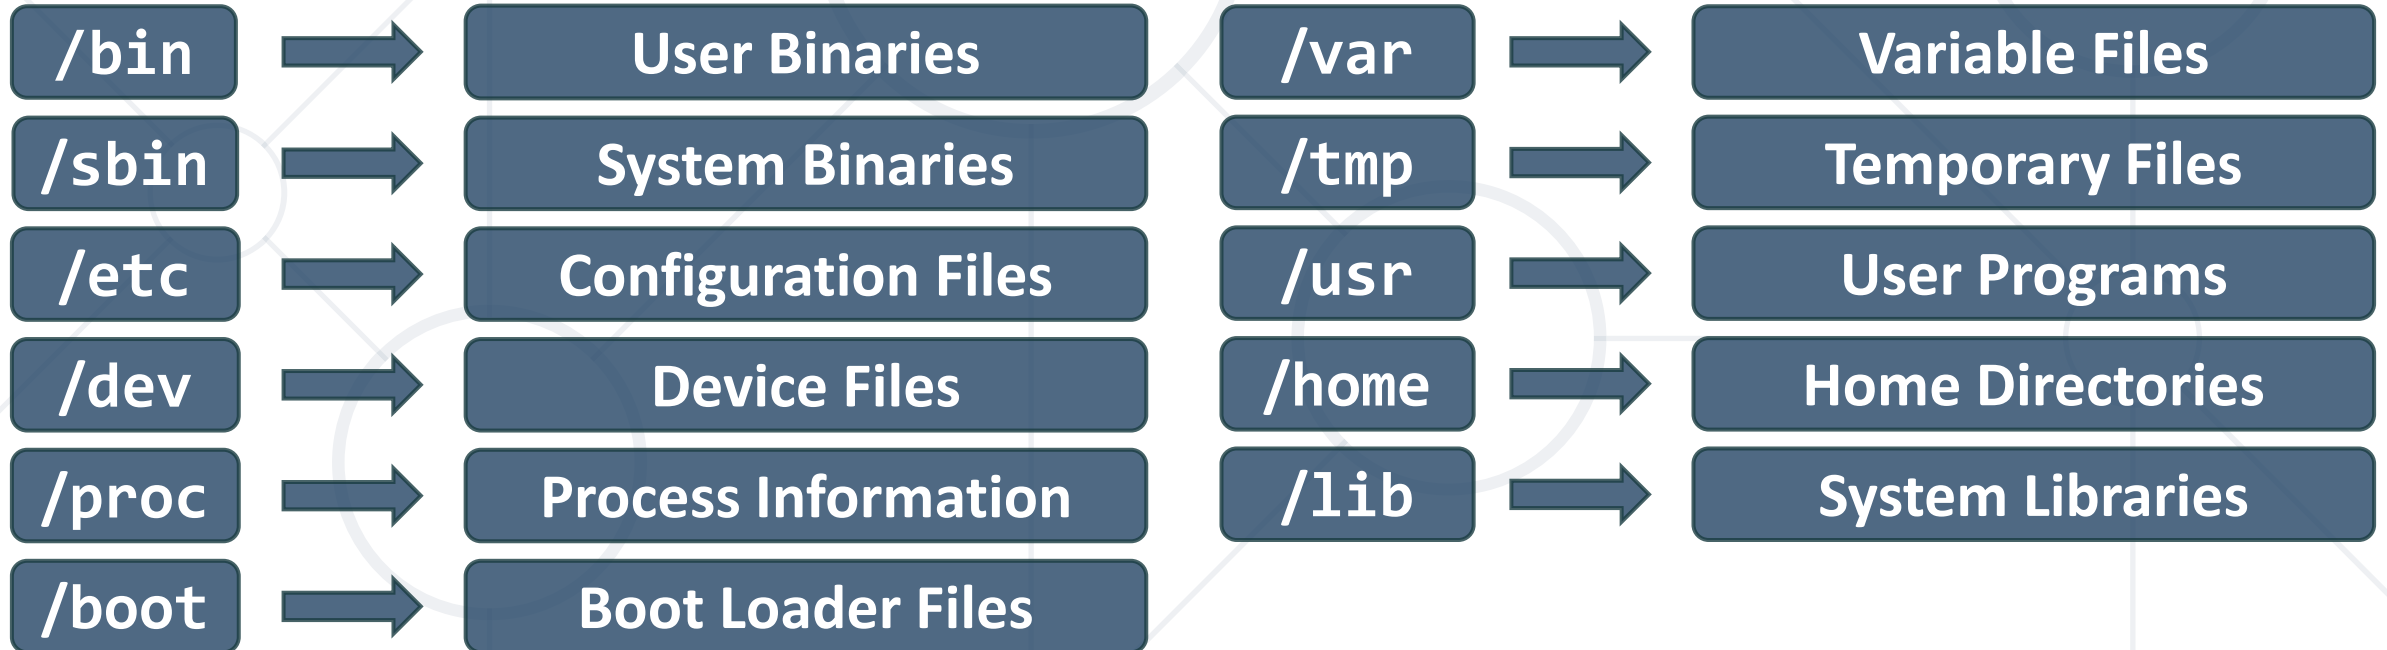 /bin User Binaries
/sbin System Binaries
/etc Configuration Files
/dev Device Files
/proc Process Information
/boot Boot Loader Files
/var Variable Files
/tmp Temporary Files
/usr User Programs
/home Home Directories
/lib System Libraries